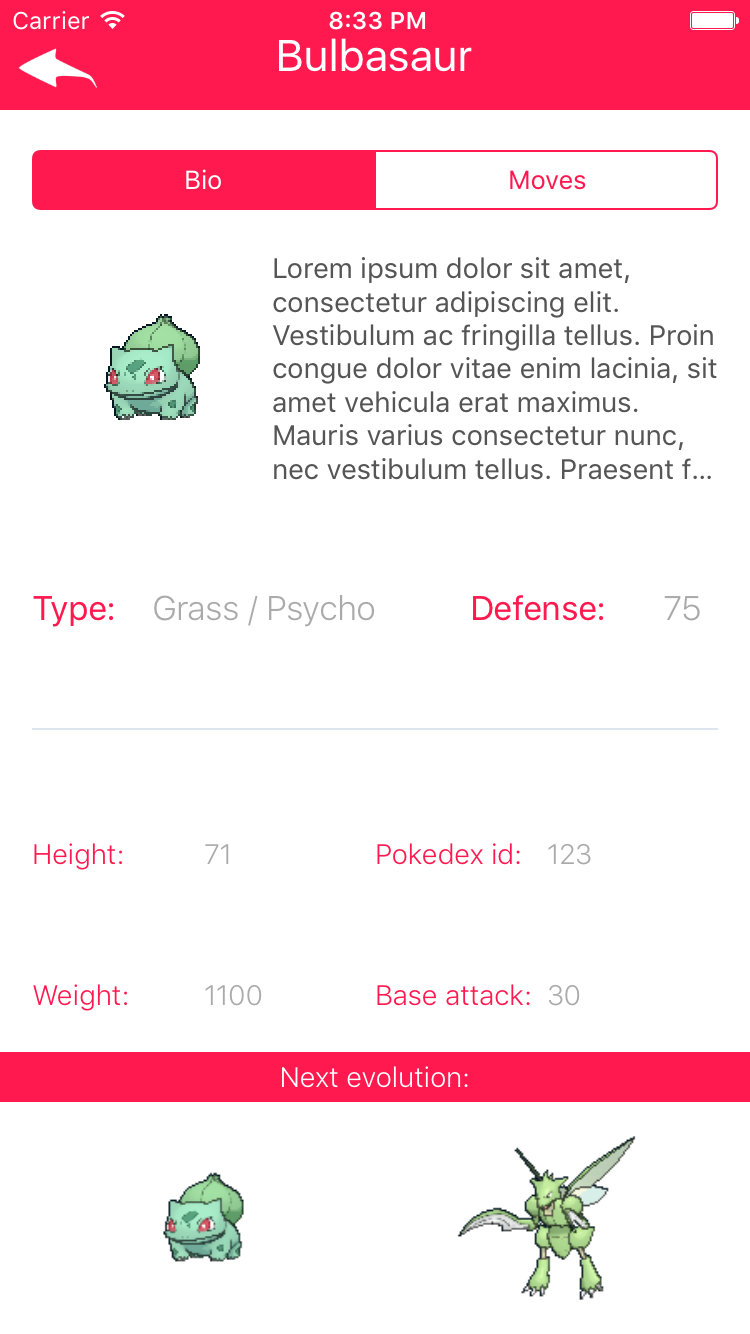 Carrier 8:33 PM
Bulbasaur
Bio Moves
Lorem ipsum dolor sit amet,
consectetur adipiscing elit.
Vestibulum ac fringilla tellus. Proin
congue dolor vitae enim lacinia, sit
amet vehicula erat maximus.
Mauris varius consectetur nunc,
nec vestibulum tellus. Praesent f...
Type: Grass / Psycho Defense: 75
Height: 71 Pokedex id: 123
Weight: 1100 Base attack: 30
Next evolution: